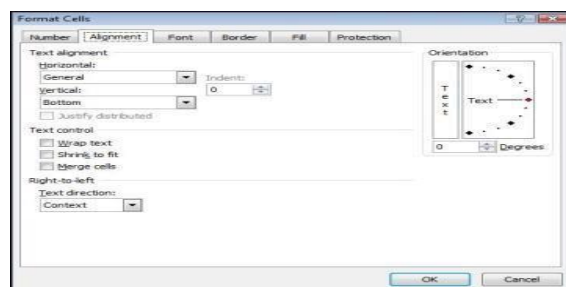 Format Cells
Number Alignment Font Border Fill Protection
Text alignment
Horizontal:
General
Indent:
Vertical:
0
Bottom
Justify distributed
Text control
Wrap text
Shrink to fit
Merge cells
Right-to-left
Text direction:
Context
Orientation
Text
Text
0 Degrees
OK Cancel